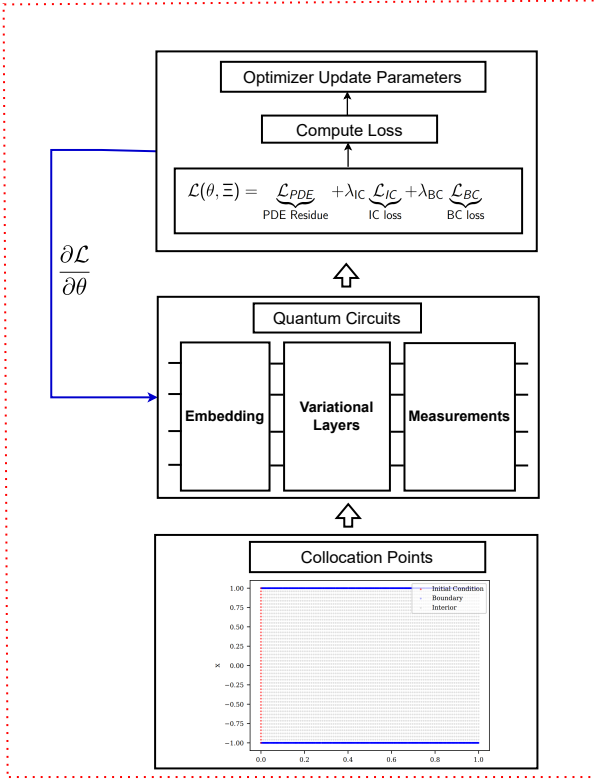 Optimizer Update Parameters
Compute Loss
ℒ(θ, Ξ) = ℒ_PDE +λ_IC ℒ_IC +λ_BC ℒ_BC
PDE Residue IC loss BC loss
∂ℒ
∂θ
Quantum Circuits
Embedding
Variational
Layers
Measurements
Collocation Points
Initial Condition
Boundary
Interior
1.00
0.75
0.50
0.25
0.00
−0.25
−0.50
−0.75
−1.00
x
0.0 0.2 0.4 0.6 0.8 1.0